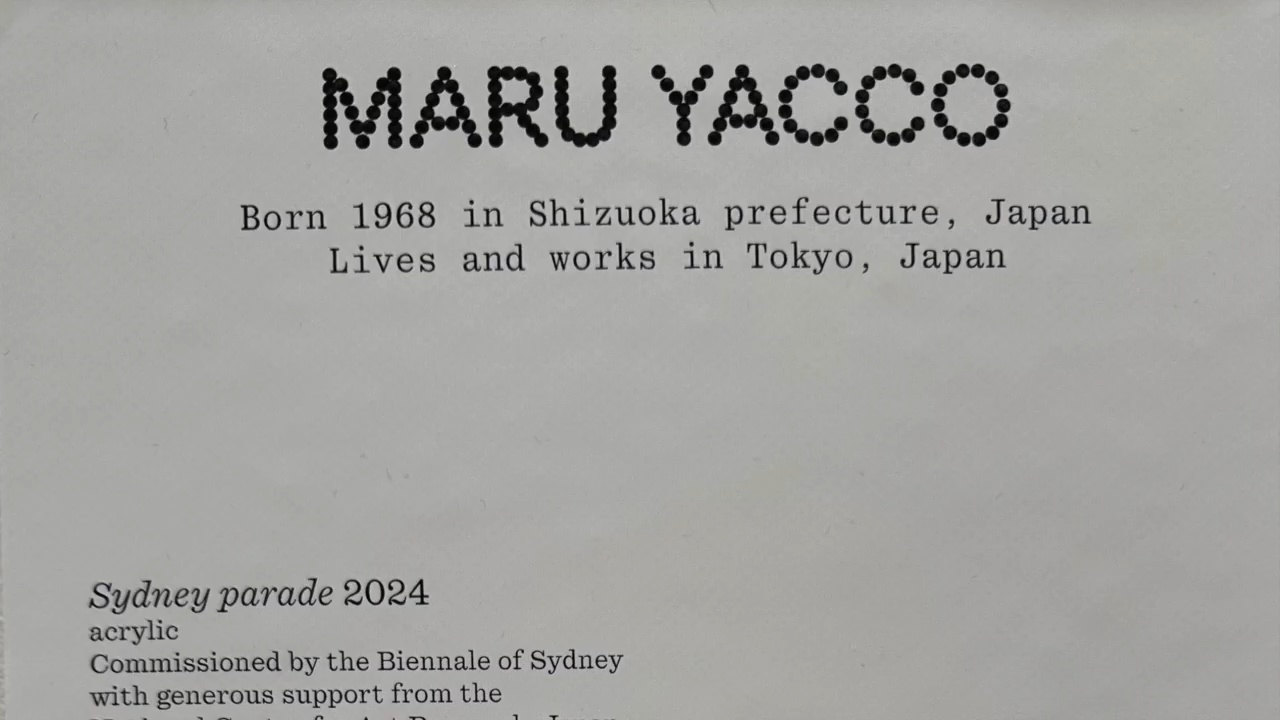 MARU YACCO
Born 1968 in Shizuoka prefecture, Japan
Lives and works in Tokyo, Japan
Sydney parade 2024
acrylic
Commissioned by the Biennale of Sydney
with generous support from the